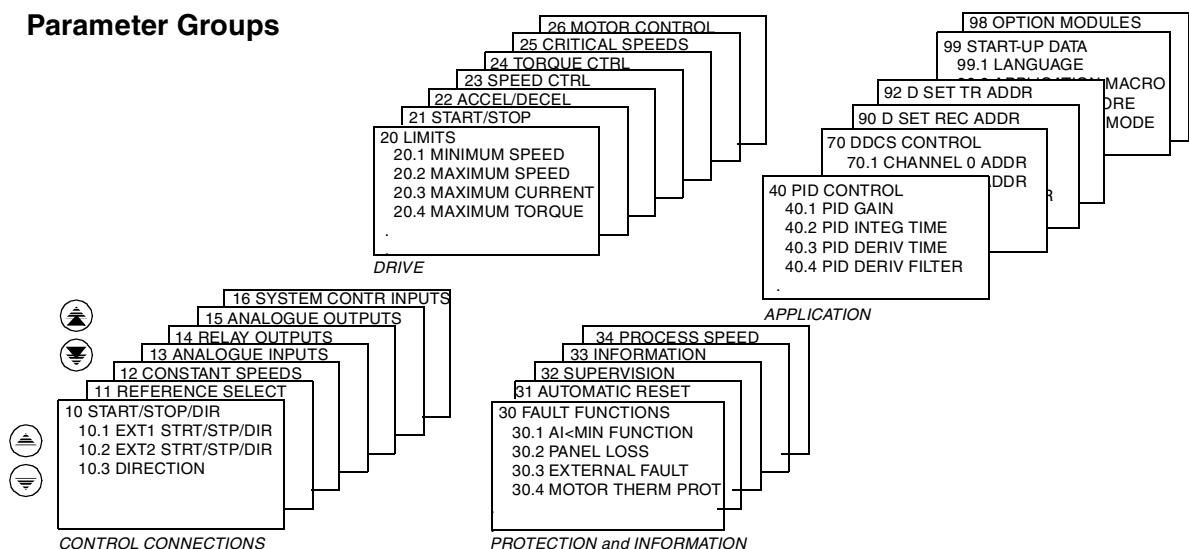 Parameter Groups
26 MOTOR CONTROL
25 CRITICAL SPEEDS
24 TORQUE CTRL
23 SPEED CTRL
22 ACCEL/DECEL
21 START/STOP
20 LIMITS
20.1 MINIMUM SPEED
20.2 MAXIMUM SPEED
20.3 MAXIMUM CURRENT
20.4 MAXIMUM TORQUE
.
.
DRIVE
98 OPTION MODULES
99 START-UP DATA
99.1 LANGUAGE
MACRO
ORE
MODE
92 D SET TR ADDR
90 D SET REC ADDR
70 DDCS CONTROL
70.1 CHANNEL 0 ADDR
ADDR
R
40 PID CONTROL
40.1 PID GAIN
40.2 PID INTEG TIME
40.3 PID DERIV TIME
40.4 PID DERIV FILTER
.
APPLICATION
16 SYSTEM CONTR INPUTS
15 ANALOGUE OUTPUTS
14 RELAY OUTPUTS
13 ANALOGUE INPUTS
12 CONSTANT SPEEDS
11 REFERENCE SELECT
10 START/STOP/DIR
10.1 EXT1 STRT/STP/DIR
10.2 EXT2 STRT/STP/DIR
10.3 DIRECTION
CONTROL CONNECTIONS
34 PROCESS SPEED
33 INFORMATION
32 SUPERVISION
31 AUTOMATIC RESET
30 FAULT FUNCTIONS
30.1 AI<MIN FUNCTION
30.2 PANEL LOSS
30.3 EXTERNAL FAULT
30.4 MOTOR THERM PROT
.
PROTECTION and INFORMATION